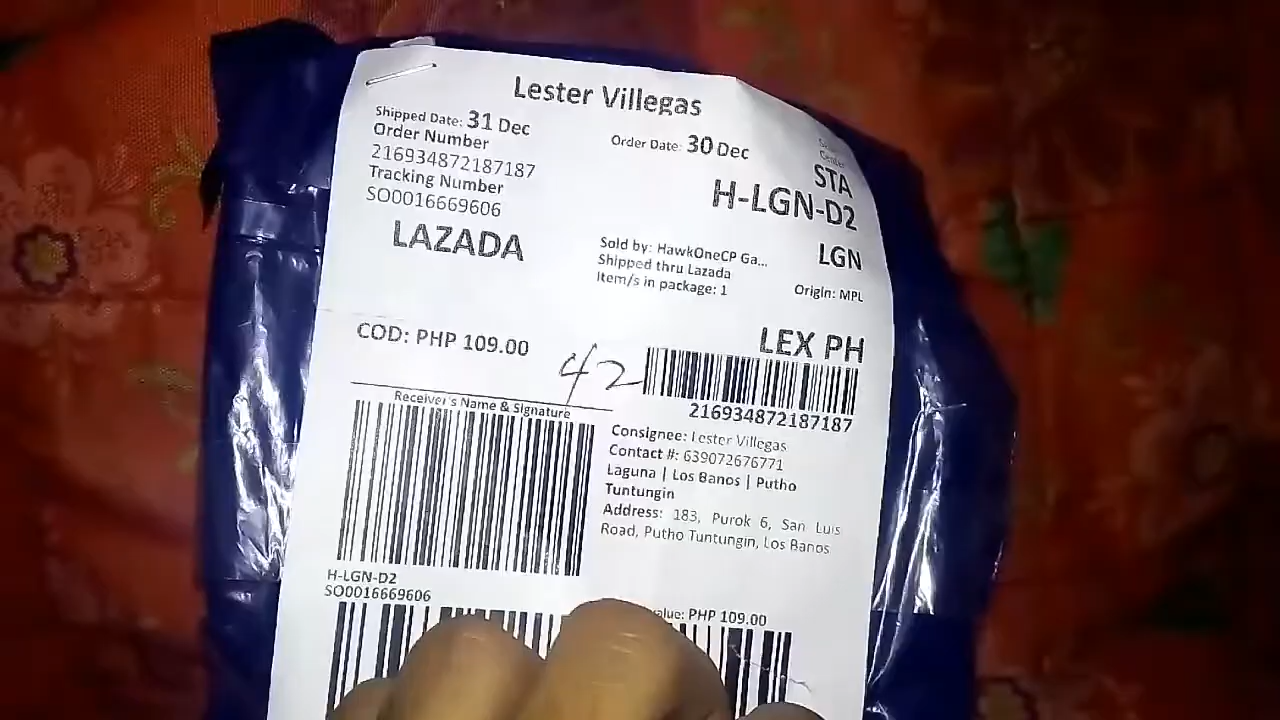 Lester Villegas
Shipped Date: 31 Dec
Order Date: 30 Dec
Order Number
216934872187187
Tracking Number
SO0016669606
STA
H-LGN-D2
LGN
LAZADA
Sold by: HawkOneCP Ga...
Shipped thru Lazada
Item/s in package: 1
Origin: MPL
COD: PHP 109.00
42
LEX PH
216934872187187
Receiver's Name & Signature
Consignee: Lester Villegas
Contact #: 639072676771
Laguna | Los Banos | Putho
Tuntungin
Address: 183, Purok 6, San Luis
Road, Putho Tuntungin, Los Banos
H-LGN-D2
SO0016669606
PHP 109.00